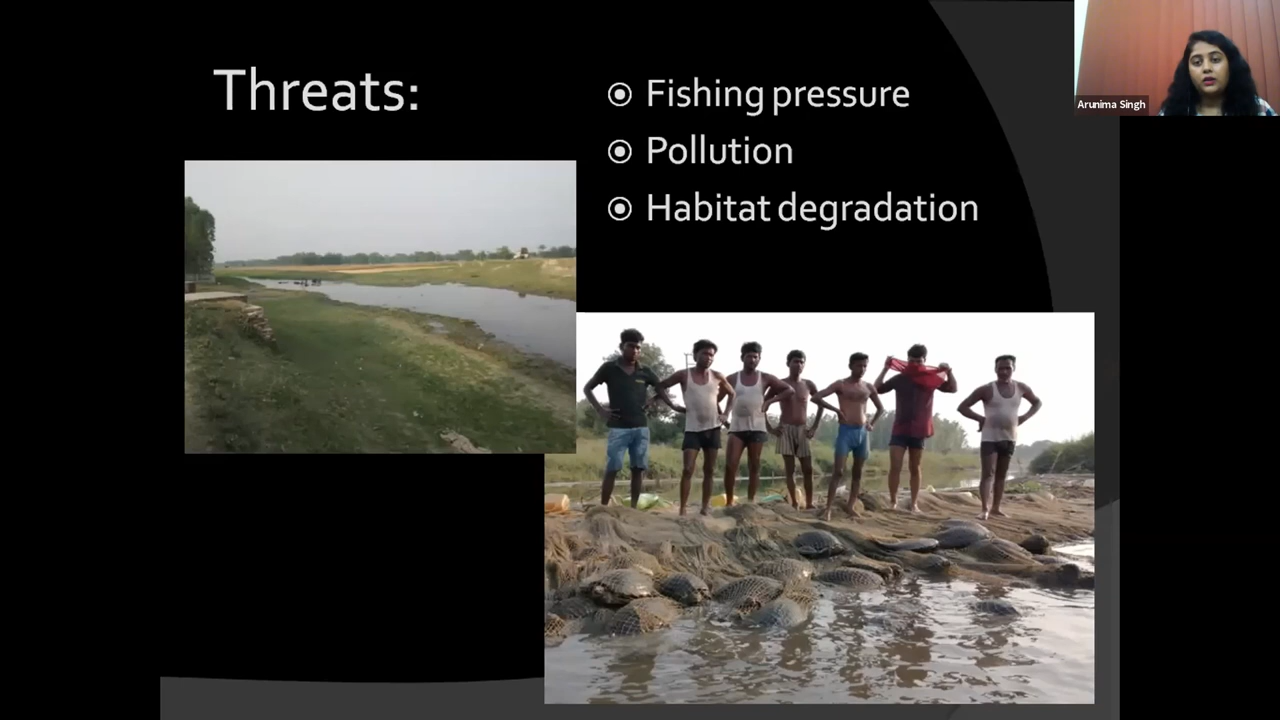 Threats:
Fishing pressure
Pollution
Habitat degradation
Arunima Singh